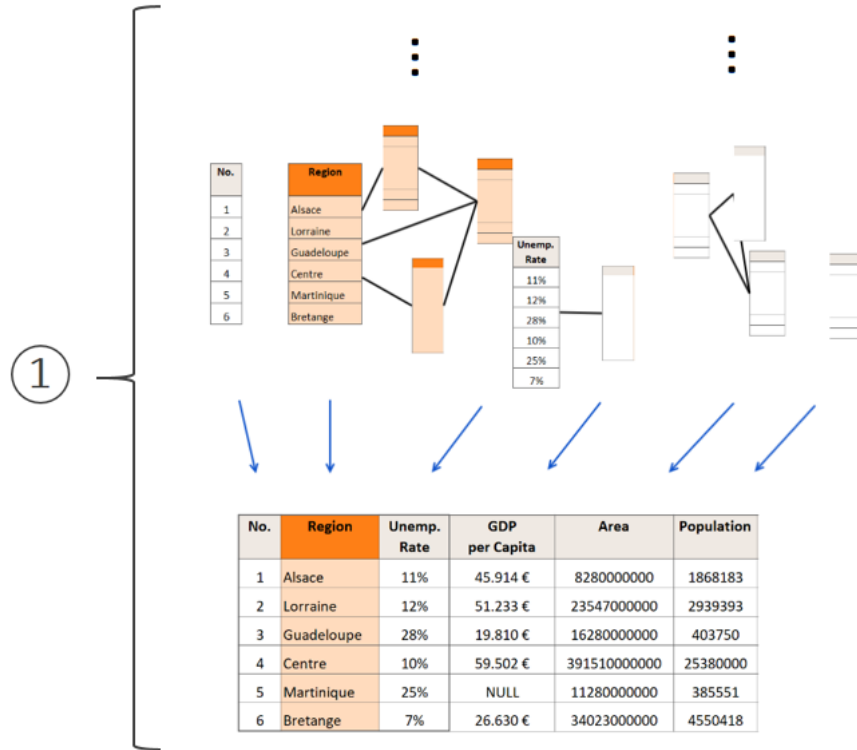 1
No.
1
2
3
4
5
6
Region
Alsace
Lorraine
Guadeloupe
Centre
Martinique
Bretange
Unemp.
Rate
11%
12%
28%
10%
25%
7%
No. Region Unemp. GDP Area Population
Rate per Capita
1 Alsace 11% 45.914 € 8280000000 1868183
2 Lorraine 12% 51.233 € 23547000000 2939393
3 Guadeloupe 28% 19.810 € 16280000000 403750
4 Centre 10% 59.502 € 391510000000 25380000
5 Martinique 25% NULL 11280000000 385551
6 Bretange 7% 26.630 € 34023000000 4550418